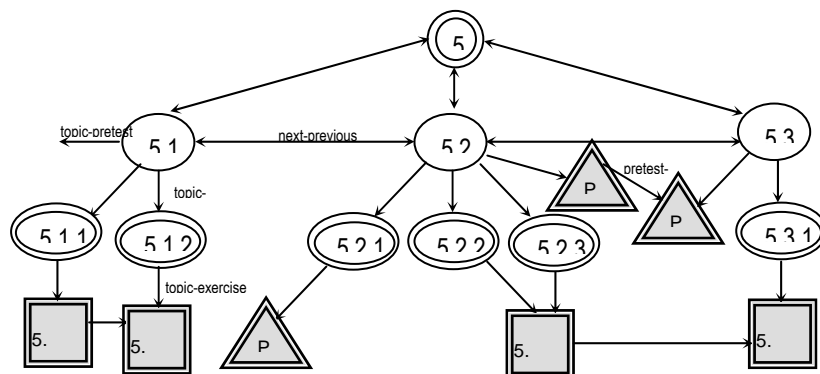 5
5.1
5.2
5.3
topic-pretest
next-previous
P
pretest-
P
topic-
5.1.1
5.1.2
5.2.1
5.2.2
5.2.3
5.3.1
topic-exercise
5.
5.
P
5.
5.